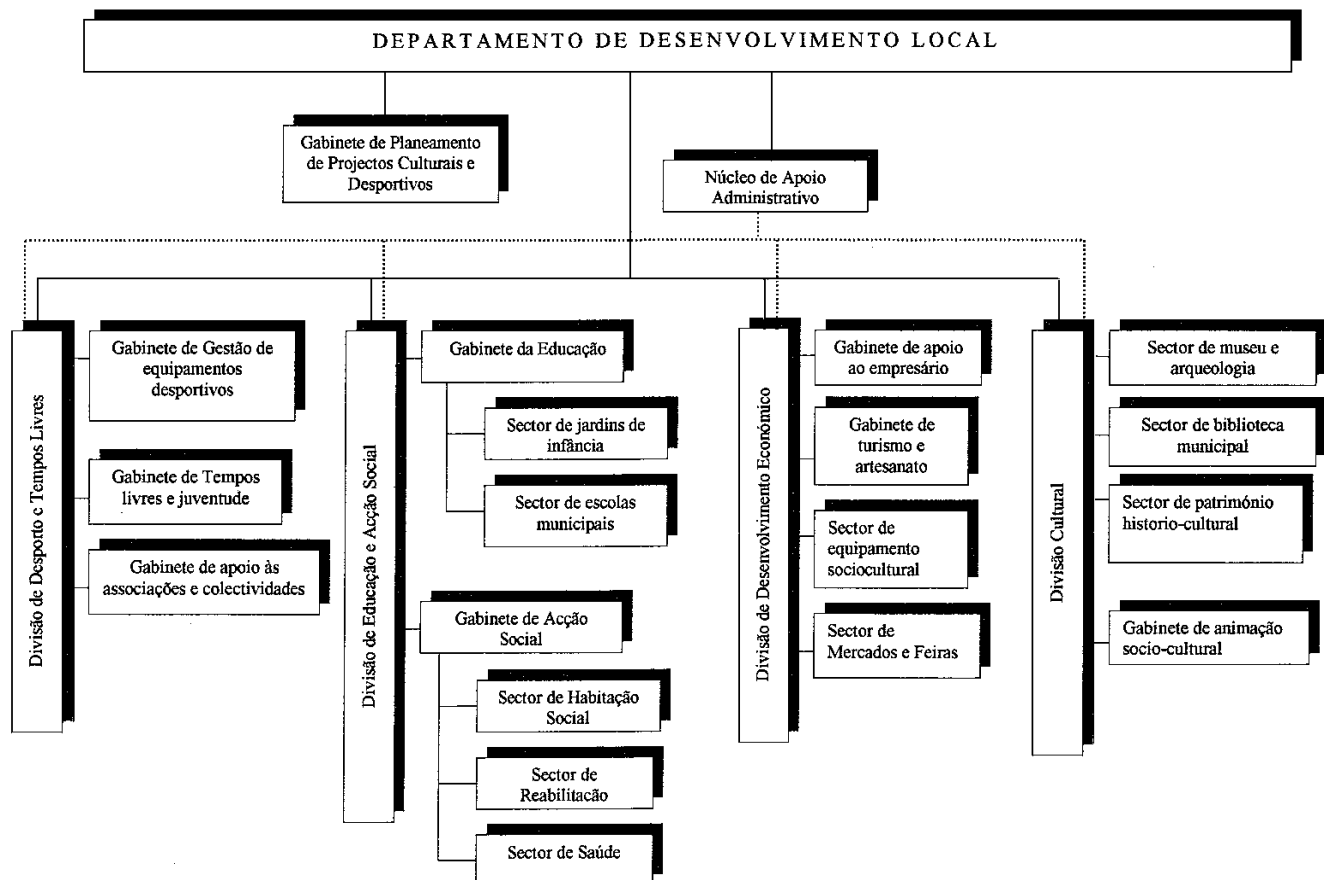 DEPARTAMENTO DE DESENVOLVIMENTO LOCAL
Gabinete de Planeamento
de Projectos Culturais e
Desportivos
Núcleo de Apoio
Administrativo
Divisão de Desporto e Tempos Livres
Gabinete de Gestão de
equipamentos
desportivos
Gabinete de Tempos
livres e juventude
Gabinete de apoio às
associações e colectividades
Divisão de Educação e Acção Social
Gabinete da Educação
Sector de jardins de
infância
Sector de escolas
municipais
Gabinete de Acção
Social
Sector de Habitação
Social
Sector de
Reabilitacão
Sector de Saúde
Divisão de Desenvolvimento Económico
Gabinete de apoio
ao empresário
Gabinete de
turismo e
artesanato
Sector de
equipamento
sociocultural
Sector de
Mercados e Feiras
Divisão Cultural
Sector de museu e
arqueologia
Sector de biblioteca
municipal
Sector de património
historio-cultural
Gabinete de animação
socio-cultural